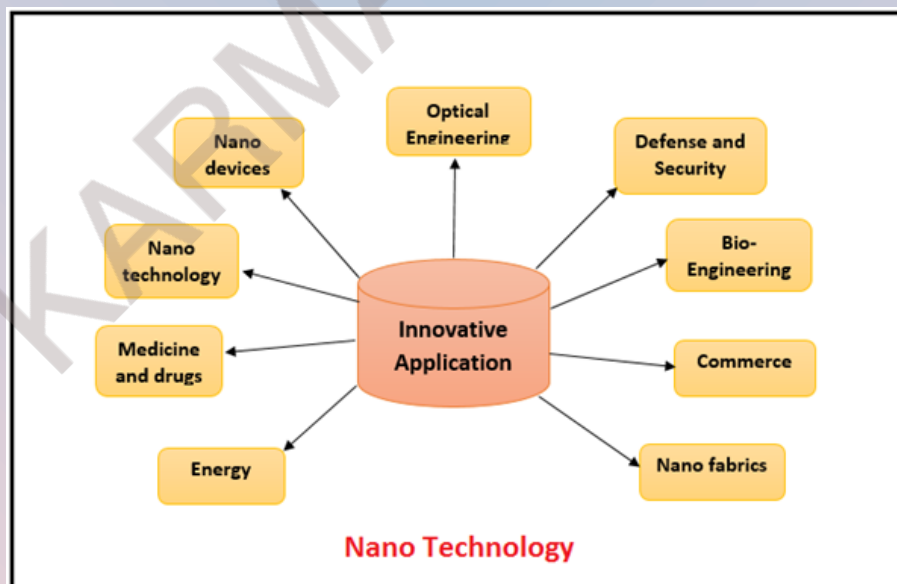 KARMA
Optical
Engineering
Nano
devices
Defense and
Security
Nano
technology
Bio-
Engineering
Innovative
Application
Medicine
and drugs
Commerce
Energy
Nano fabrics
Nano Technology